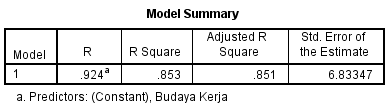 Model Summary
Model R R Square Adjusted R Square Std. Error of the Estimate
1 .924a .853 .851 6.83347
a. Predictors: (Constant), Budaya Kerja